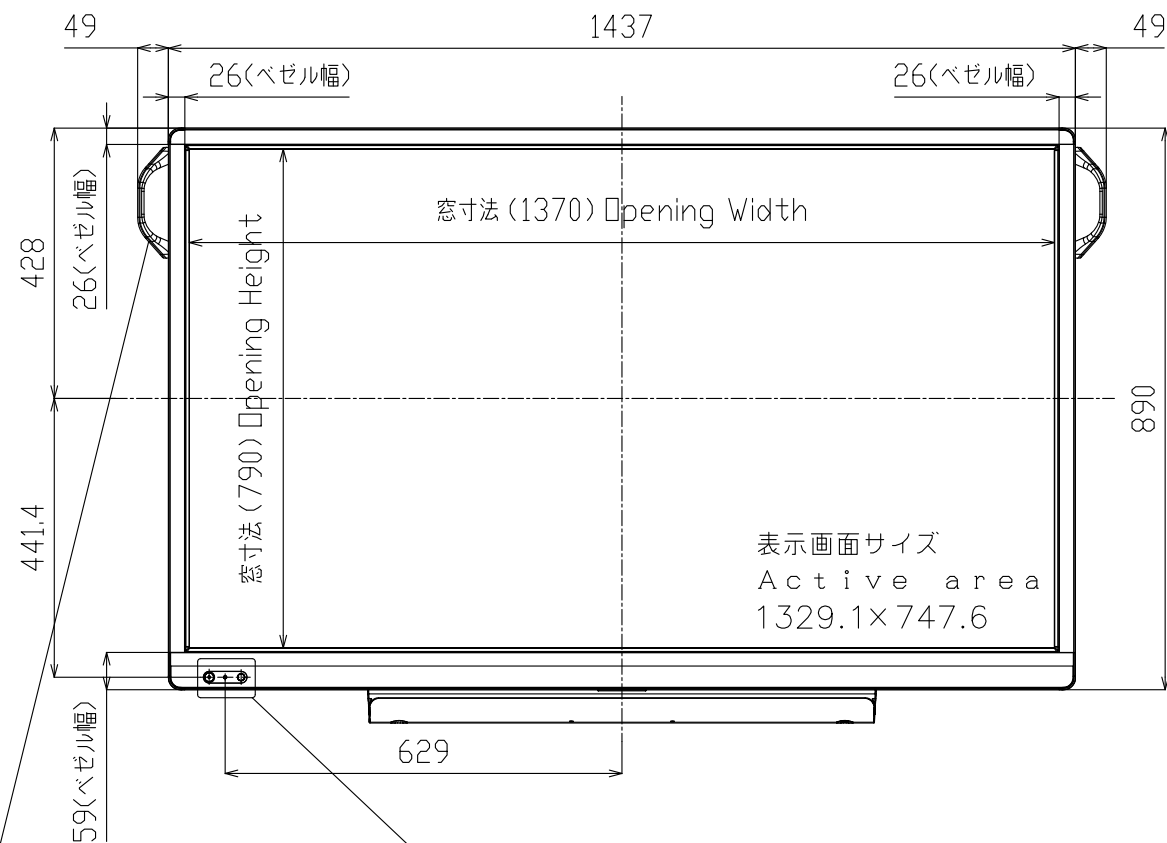 49
1437
49
26(ベゼル幅)
26(ベゼル幅)
26(ベゼル幅)
428
窓寸法(1370) Opening Width
窓寸法(790) Opening Height
890
441.4
表示画面サイズ
Active area
1329.1×747.6
59(ベゼル幅)
629